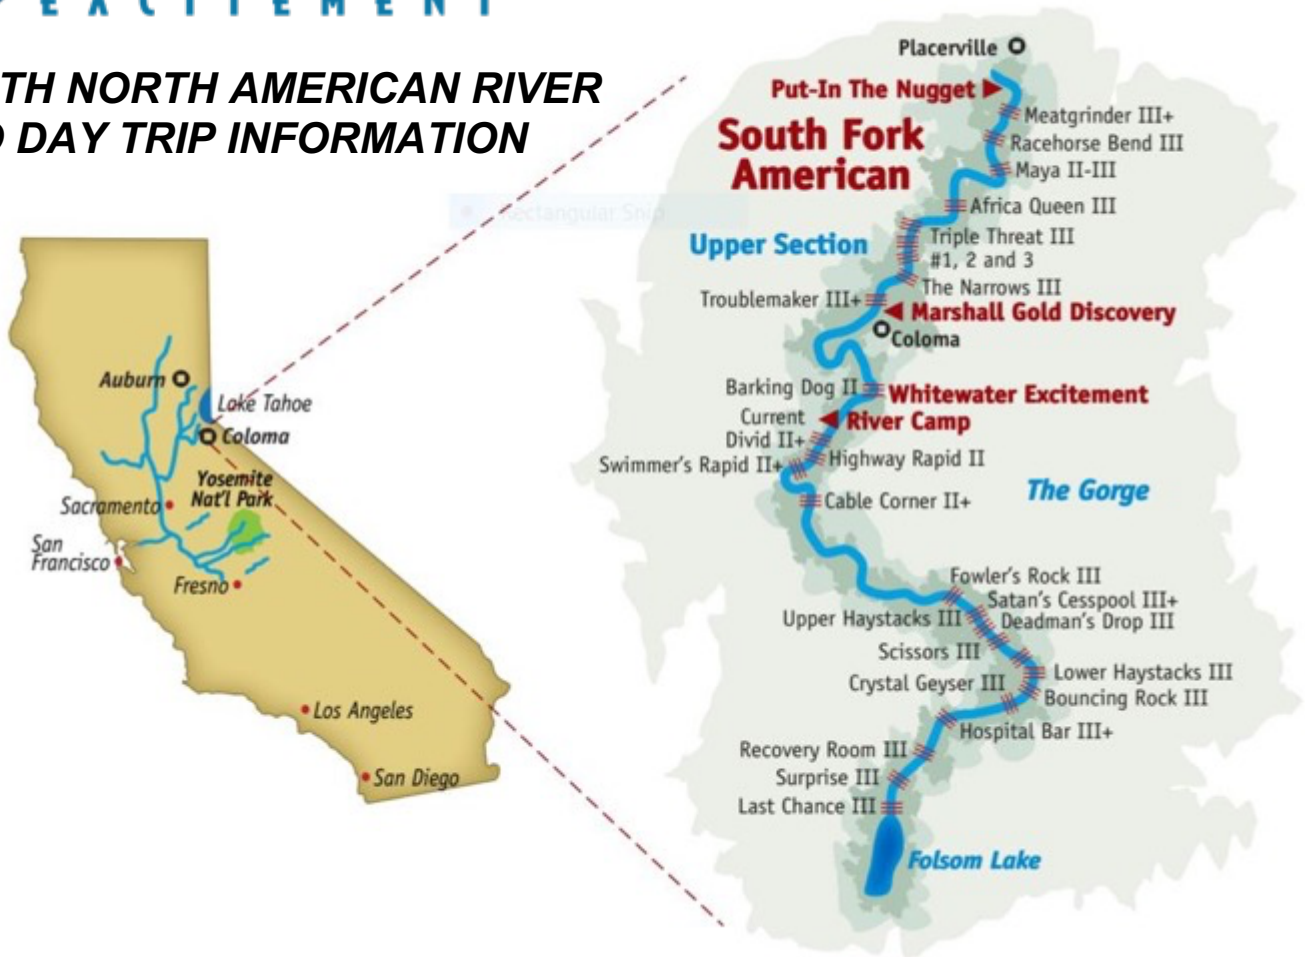 EXCITEMENT
TH NORTH AMERICAN RIVER
DAY TRIP INFORMATION
Rectangular Snip
Auburn
Lake Tahoe
Coloma
Yosemite
Nat'l Park
Sacramento
San
Francisco
Fresno
Los Angeles
San Diego
Placerville
Put-In The Nugget
South Fork
American
Meatgrinder III+
Racehorse Bend III
Maya II-III
Africa Queen III
Upper Section
Triple Threat III
#1, 2 and 3
The Narrows III
Troublemaker III+
Marshall Gold Discovery
Coloma
Barking Dog II
Whitewater Excitement
River Camp
Current
Divid II+
Highway Rapid II
Swimmer's Rapid II+
The Gorge
Cable Corner II+
Fowler's Rock III
Satan's Cesspool III+
Upper Haystacks III
Deadman's Drop III
Scissors III
Lower Haystacks III
Crystal Geyser III
Bouncing Rock III
Hospital Bar III+
Recovery Room III
Surprise III
Last Chance III
Folsom Lake